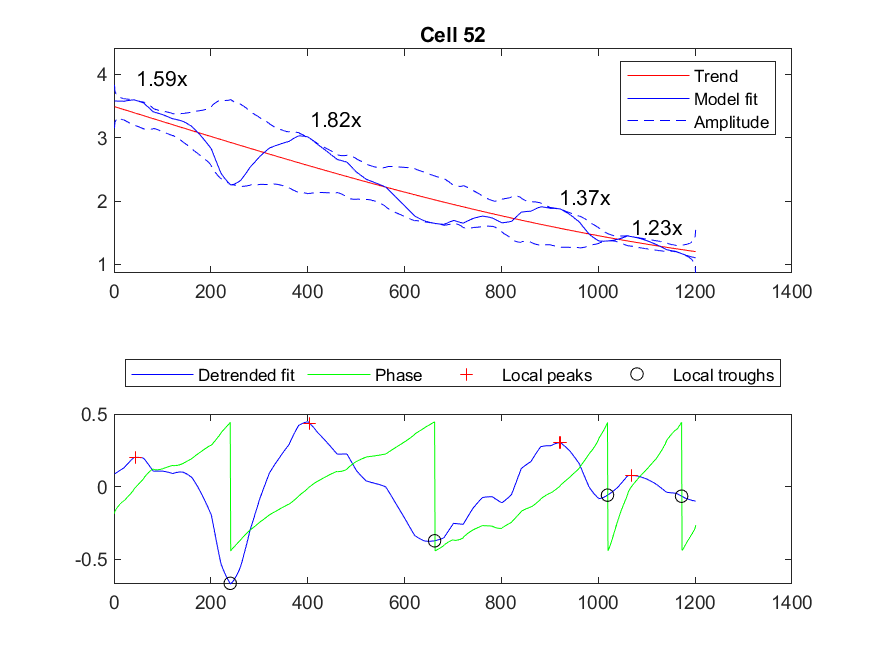 Cell 52
4
3
2
1
1.59x
1.82x
1.37x
1.23x
Trend
Model fit
Amplitude
0 200 400 600 800 1000 1200 1400
Detrended fit Phase Local peaks Local troughs
0.5
0
-0.5
0 200 400 600 800 1000 1200 1400